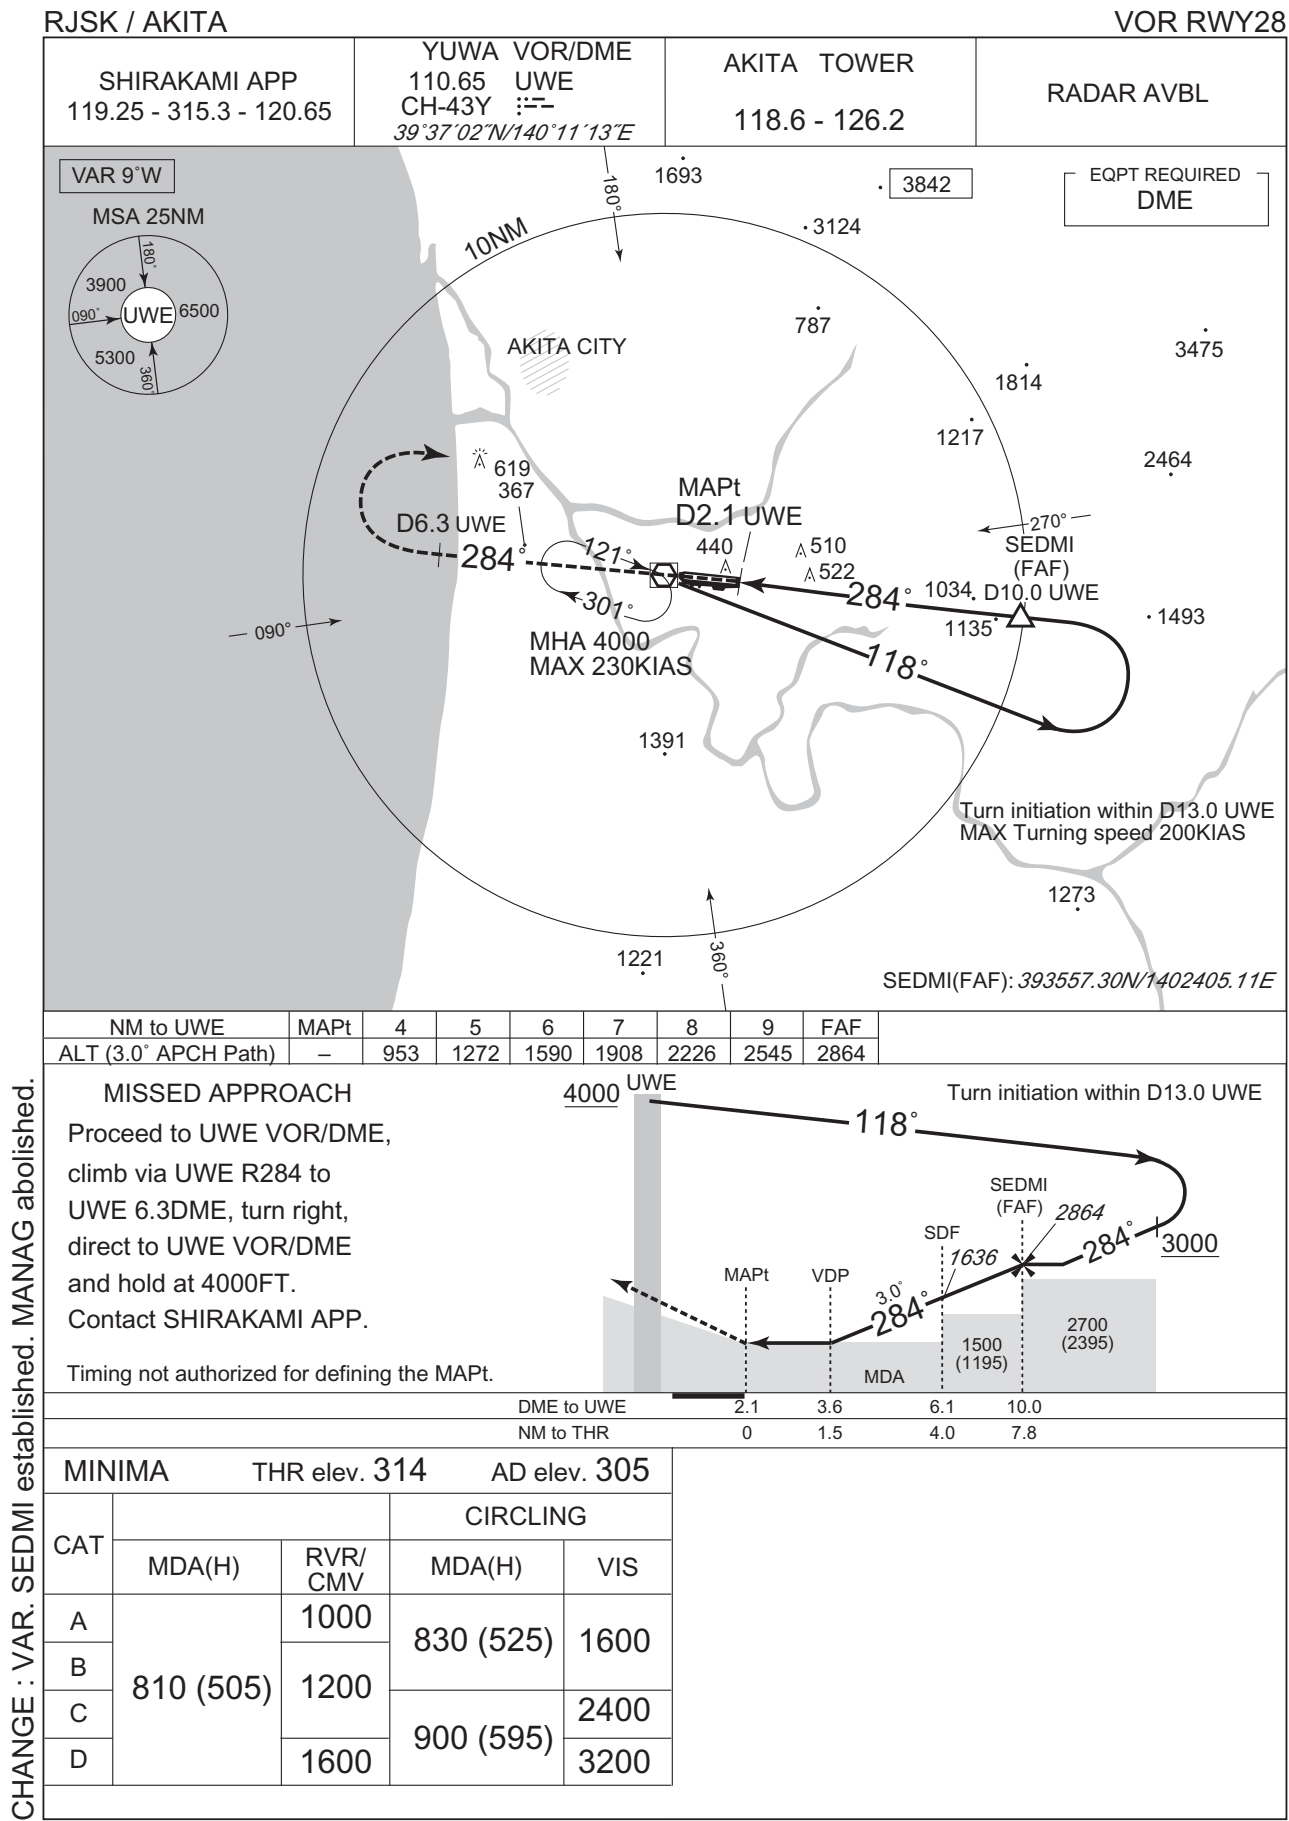 RJSK / AKITA
VOR RWY28
SHIRAKAMI APP
119.25 - 315.3 - 120.65
YUWA VOR/DME
110.65 UWE
CH-43Y
39°37´02˝N/140°11´13˝E
AKITA TOWER
118.6 - 126.2
RADAR AVBL
VAR 9˚W
MSA 25NM
180°
3900
090°
UWE
6500
5300
360°
180°
1693
3842
EQPT REQUIRED
DME
10NM
3124
787
AKITA CITY
3475
1814
1217
2464
619
367
MAPt
D2.1 UWE
D6.3 UWE
284°
121°
301°
440
510
522
270°
SEDMI
(FAF)
1034
D10.0 UWE
284°
1135
1493
090°
MHA 4000
MAX 230KIAS
118°
1391
Turn initiation within D13.0 UWE
MAX Turning speed 200KIAS
1273
1221
360°
SEDMI(FAF): 393557.30N/1402405.11E
NM to UWE MAPt 4 5 6 7 8 9 FAF
ALT (3.0˚ APCH Path) – 953 1272 1590 1908 2226 2545 2864
MISSED APPROACH
Proceed to UWE VOR/DME,
climb via UWE R284 to
UWE 6.3DME, turn right,
direct to UWE VOR/DME
and hold at 4000FT.
Contact SHIRAKAMI APP.
Timing not authorized for defining the MAPt.
4000
UWE
Turn initiation within D13.0 UWE
118°
SEDMI
(FAF)
2864
284°
3000
SDF
1636
MAPt
VDP
3.0°
284°
2700
(2395)
1500
(1195)
MDA
DME to UWE 2.1 3.6 6.1 10.0
NM to THR 0 1.5 4.0 7.8
MINIMA THR elev. 314 AD elev. 305
CAT
CIRCLING
MDA(H)
RVR/
CMV
MDA(H)
VIS
A
B
C
D
810 (505)
1000
1200
1600
830 (525)
900 (595)
1600
2400
3200
CHANGE : VAR. SEDMI established. MANAG abolished.